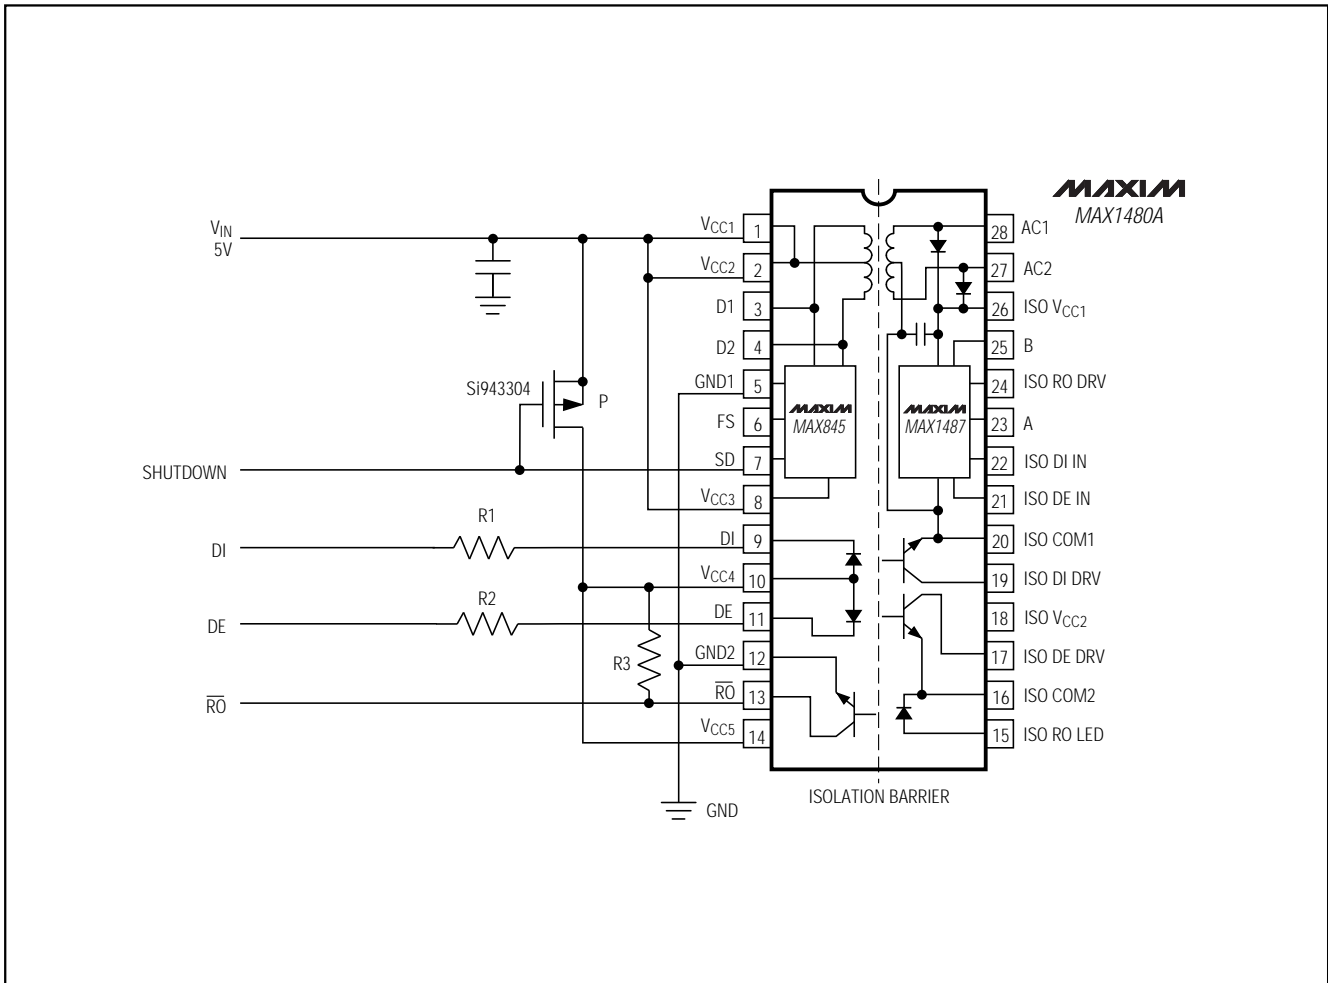 MAXIM
MAX1480A
VIN
5V
VCC1
1
28
AC1
VCC2
2
27
AC2
D1
3
26
ISO VCC1
D2
4
25
B
Si943304
P
GND1
5
MAXIM
MAX845
MAXIM
MAX1487
24
ISO RO DRV
FS
6
23
A
SHUTDOWN
SD
7
22
ISO DI IN
VCC3
8
21
ISO DE IN
R1
DI
DI
9
20
ISO COM1
VCC4
10
19
ISO DI DRV
R2
DE
DE
11
18
ISO VCC2
R3
GND2
12
17
ISO DE DRV
R̅O̅
R̅O̅
13
16
ISO COM2
VCC5
14
15
ISO RO LED
ISOLATION BARRIER
GND